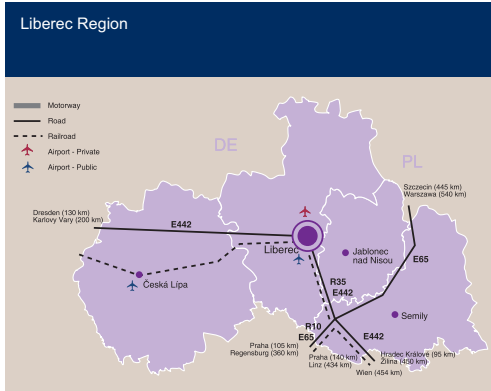 Liberec Region
Motorway
Road
Railroad
Airport - Private
Airport - Public
DE
PL
Szczecin (445 km)
Warszawa (540 km)
Dresden (130 km)
Karlovy Vary (200 km)
E442
Liberec
Jablonec
nad Nisou
E65
Česká Lípa
R35
E442
Semily
R10
E65
E442
Praha (105 km)
Regensburg (360 km)
Praha (140 km)
Linz (434 km)
Hradec Králové (95 km)
Žilina (450 km)
Wien (454 km)